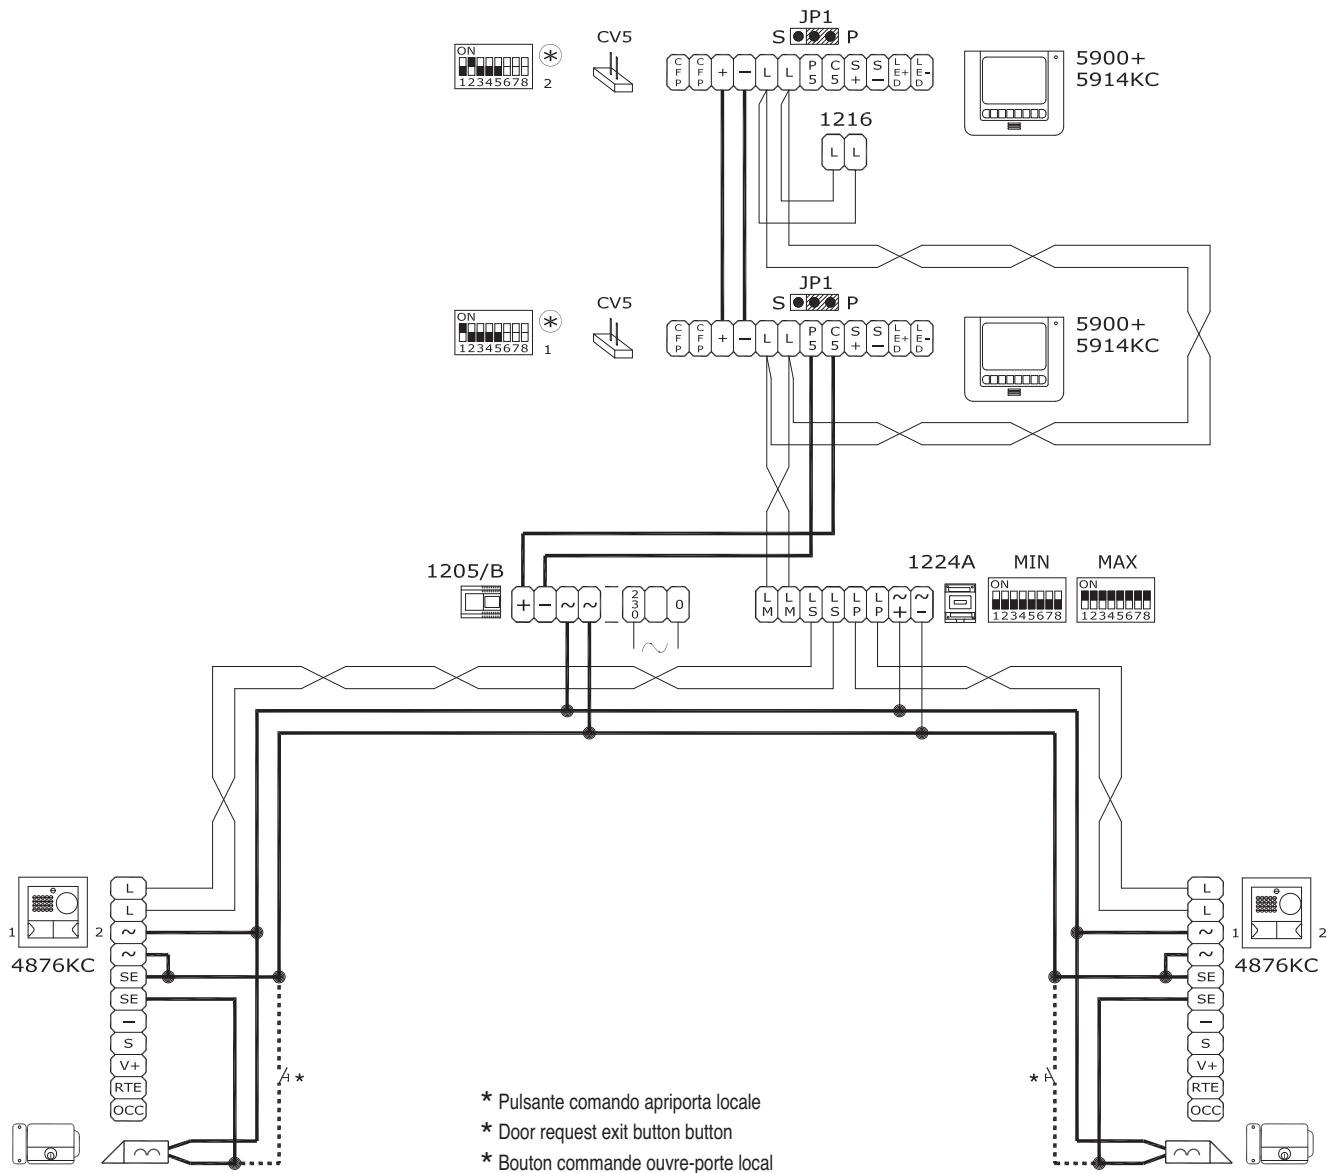 JP1
S P
CV5
ON
12345678
2
CFP CFP + − L L P5 C5 S+ S− LED+ LED-
5900+
5914KC
1216
L L
JP1
S P
CV5
ON
12345678
1
CFP CFP + − L L P5 C5 S+ S− LED+ LED-
5900+
5914KC
1205/B
+ − ~ ~ 230 0
LM LM LS LS LP LP ~+ ~−
1224A
MIN
ON
12345678
MAX
ON
12345678
1 2
4876KC
L
L
~
~
SE
SE
−
S
V+
RTE
OCC
*
L
L
~
~
SE
SE
−
S
V+
RTE
OCC
*
1 2
4876KC
* Pulsante comando apriporta locale
* Door request exit button button
* Bouton commande ouvre-porte local